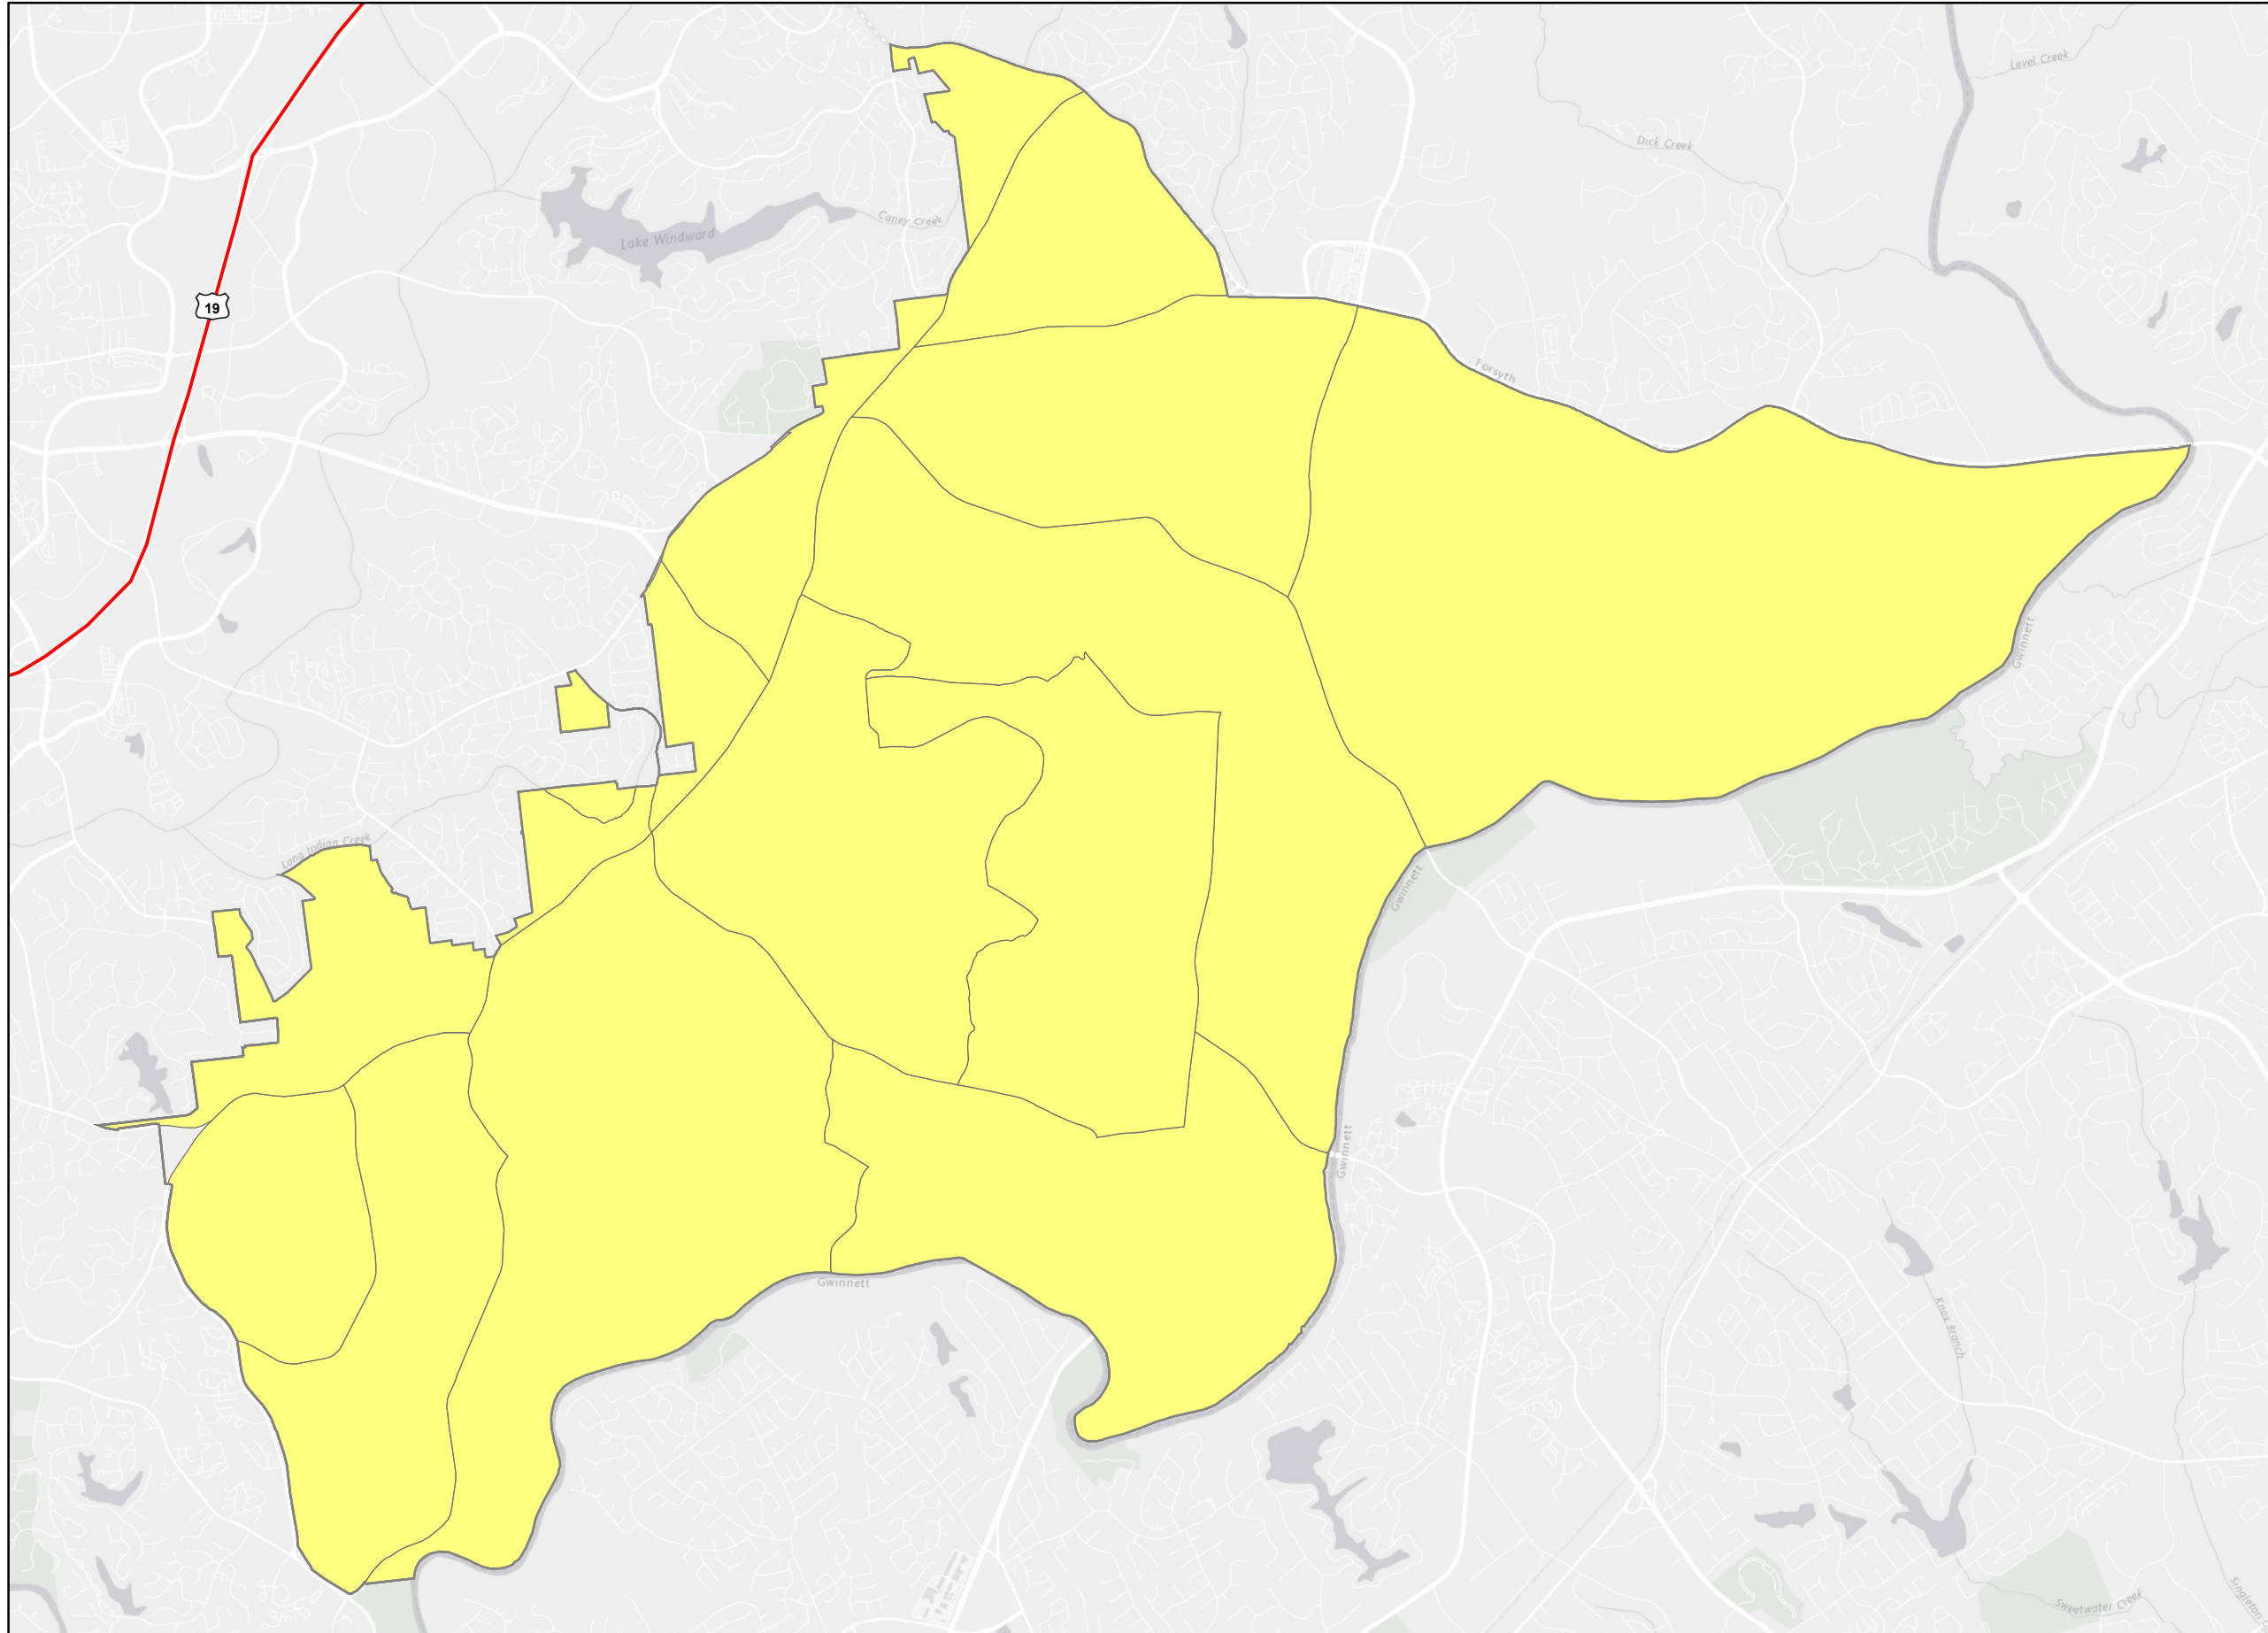 Level Creek
Dick Creek
Caney Creek
Lake Windward
19
Forsyth
Gwinnett
Long Indian Creek
Gwinnett
Gwinnett
Gwinnett
Knox Branch
Sweetwater Creek
Singleton